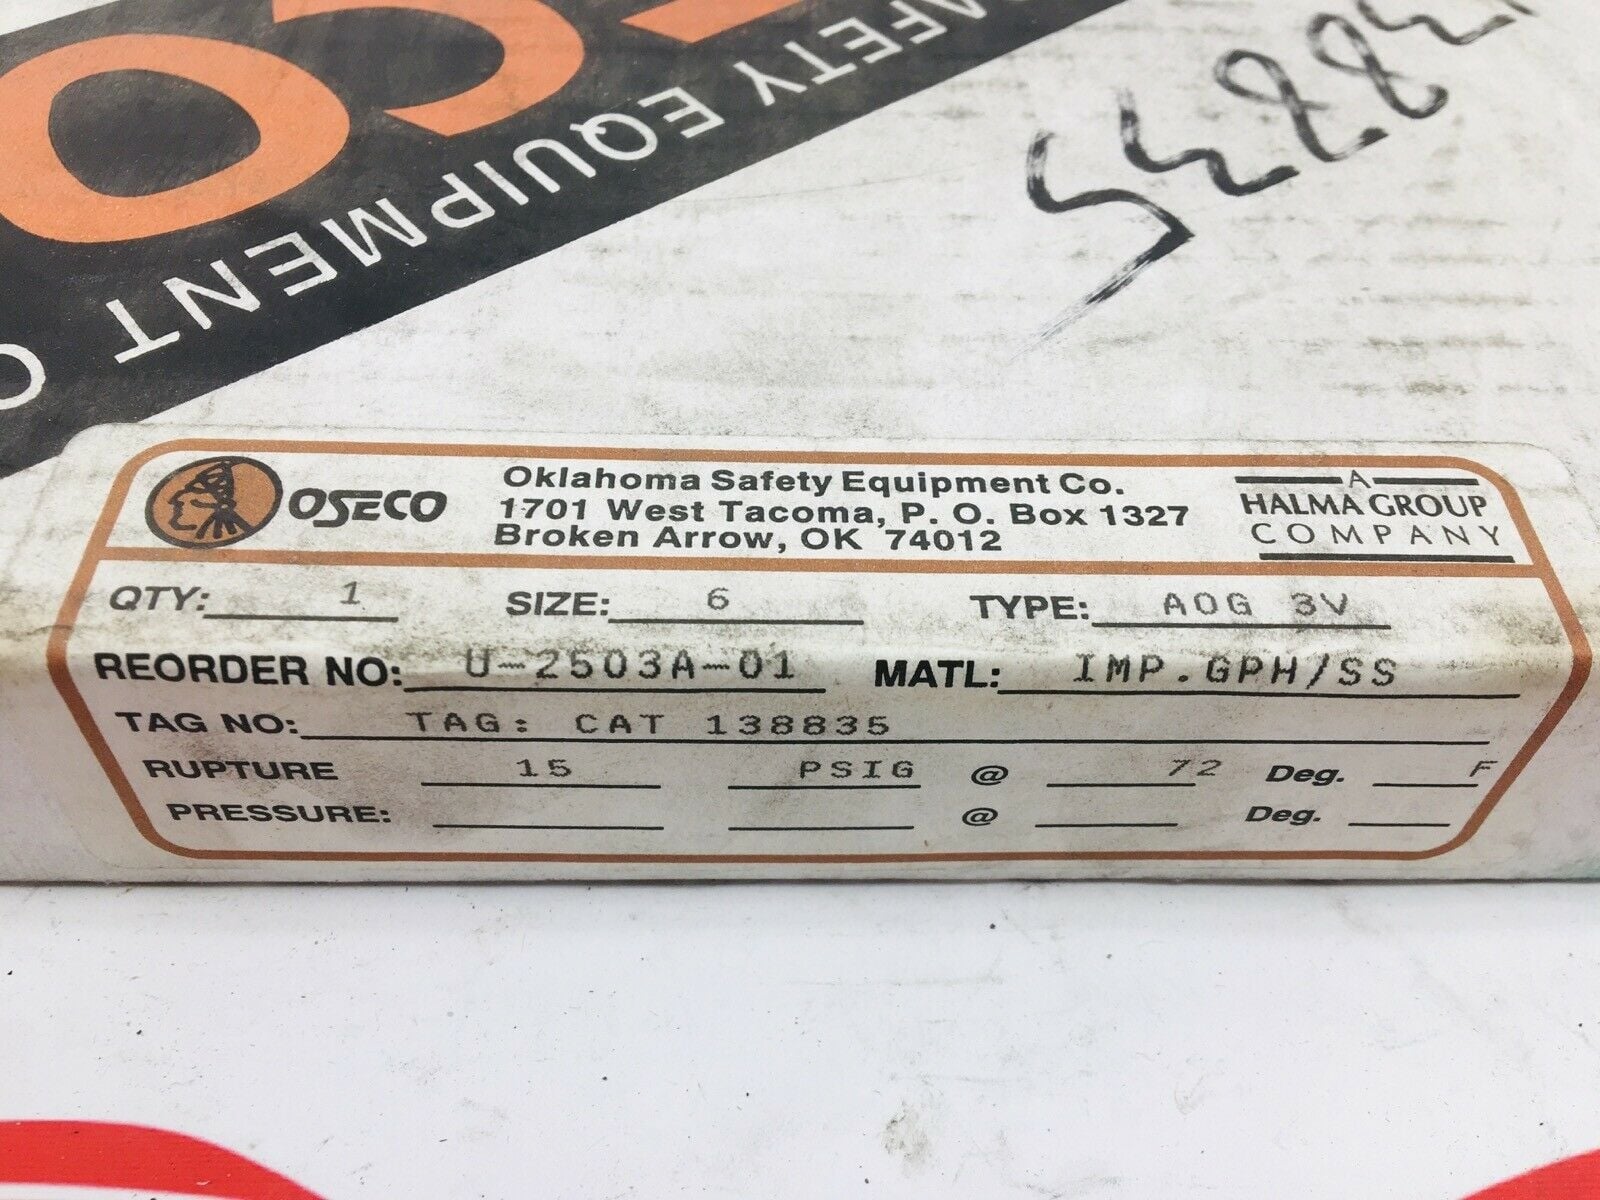 SAFETY EQUIPMENT
38835
OSECO
Oklahoma Safety Equipment Co.
1701 West Tacoma, P. O. Box 1327
Broken Arrow, OK 74012
A
HALMA GROUP
COMPANY
QTY: 1 SIZE: 6 TYPE: AOG 3V
REORDER NO: U-2503A-01 MATL: IMP.GPH/SS
TAG NO: TAG: CAT 138835
RUPTURE 15 PSIG @ 72 Deg. F
PRESSURE: @ Deg.